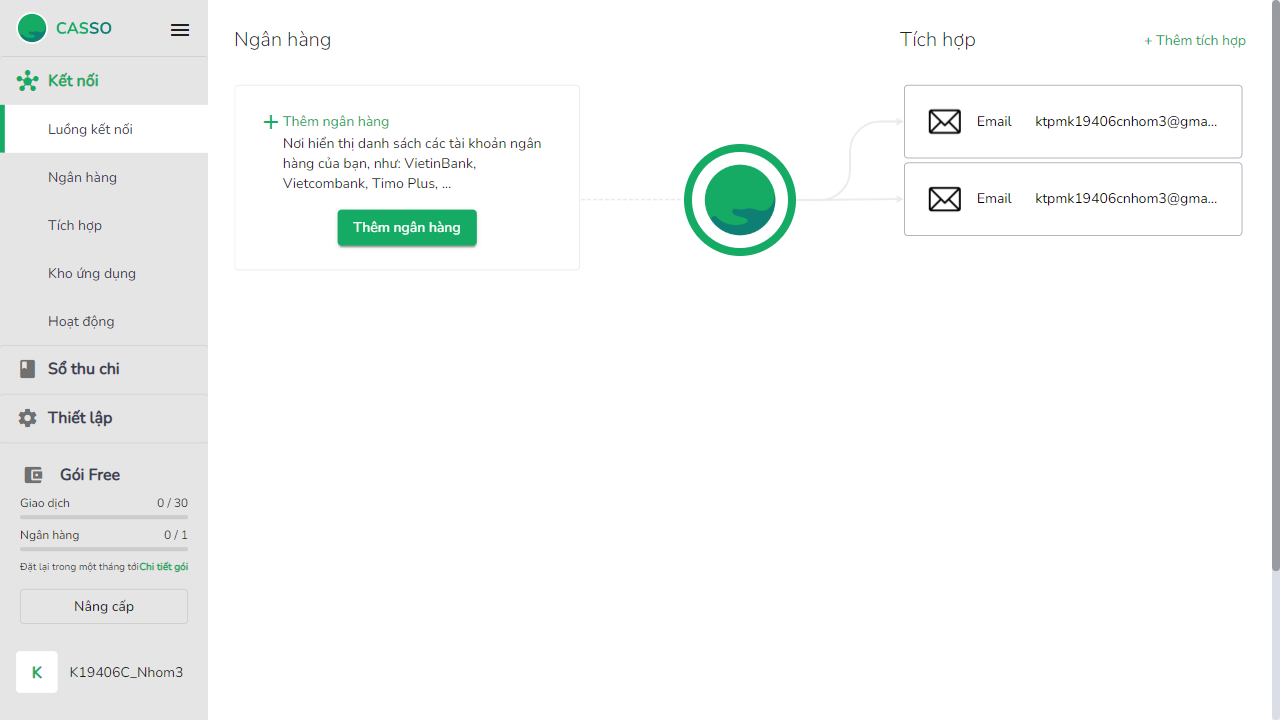 CASSO
Kết nối
Luồng kết nối
Ngân hàng
Tích hợp
Kho ứng dụng
Hoạt động
Sổ thu chi
Thiết lập
Gói Free
Giao dịch 0 / 30
Ngân hàng 0 / 1
Đặt lại trong một tháng tới Chi tiết gói
Nâng cấp
K K19406C_Nhom3
Ngân hàng
+ Thêm ngân hàng
Nơi hiển thị danh sách các tài khoản ngân
hàng của bạn, như: VietinBank,
Vietcombank, Timo Plus, ...
Thêm ngân hàng
Tích hợp + Thêm tích hợp
Email ktpmk19406cnhom3@gma...
Email ktpmk19406cnhom3@gma...